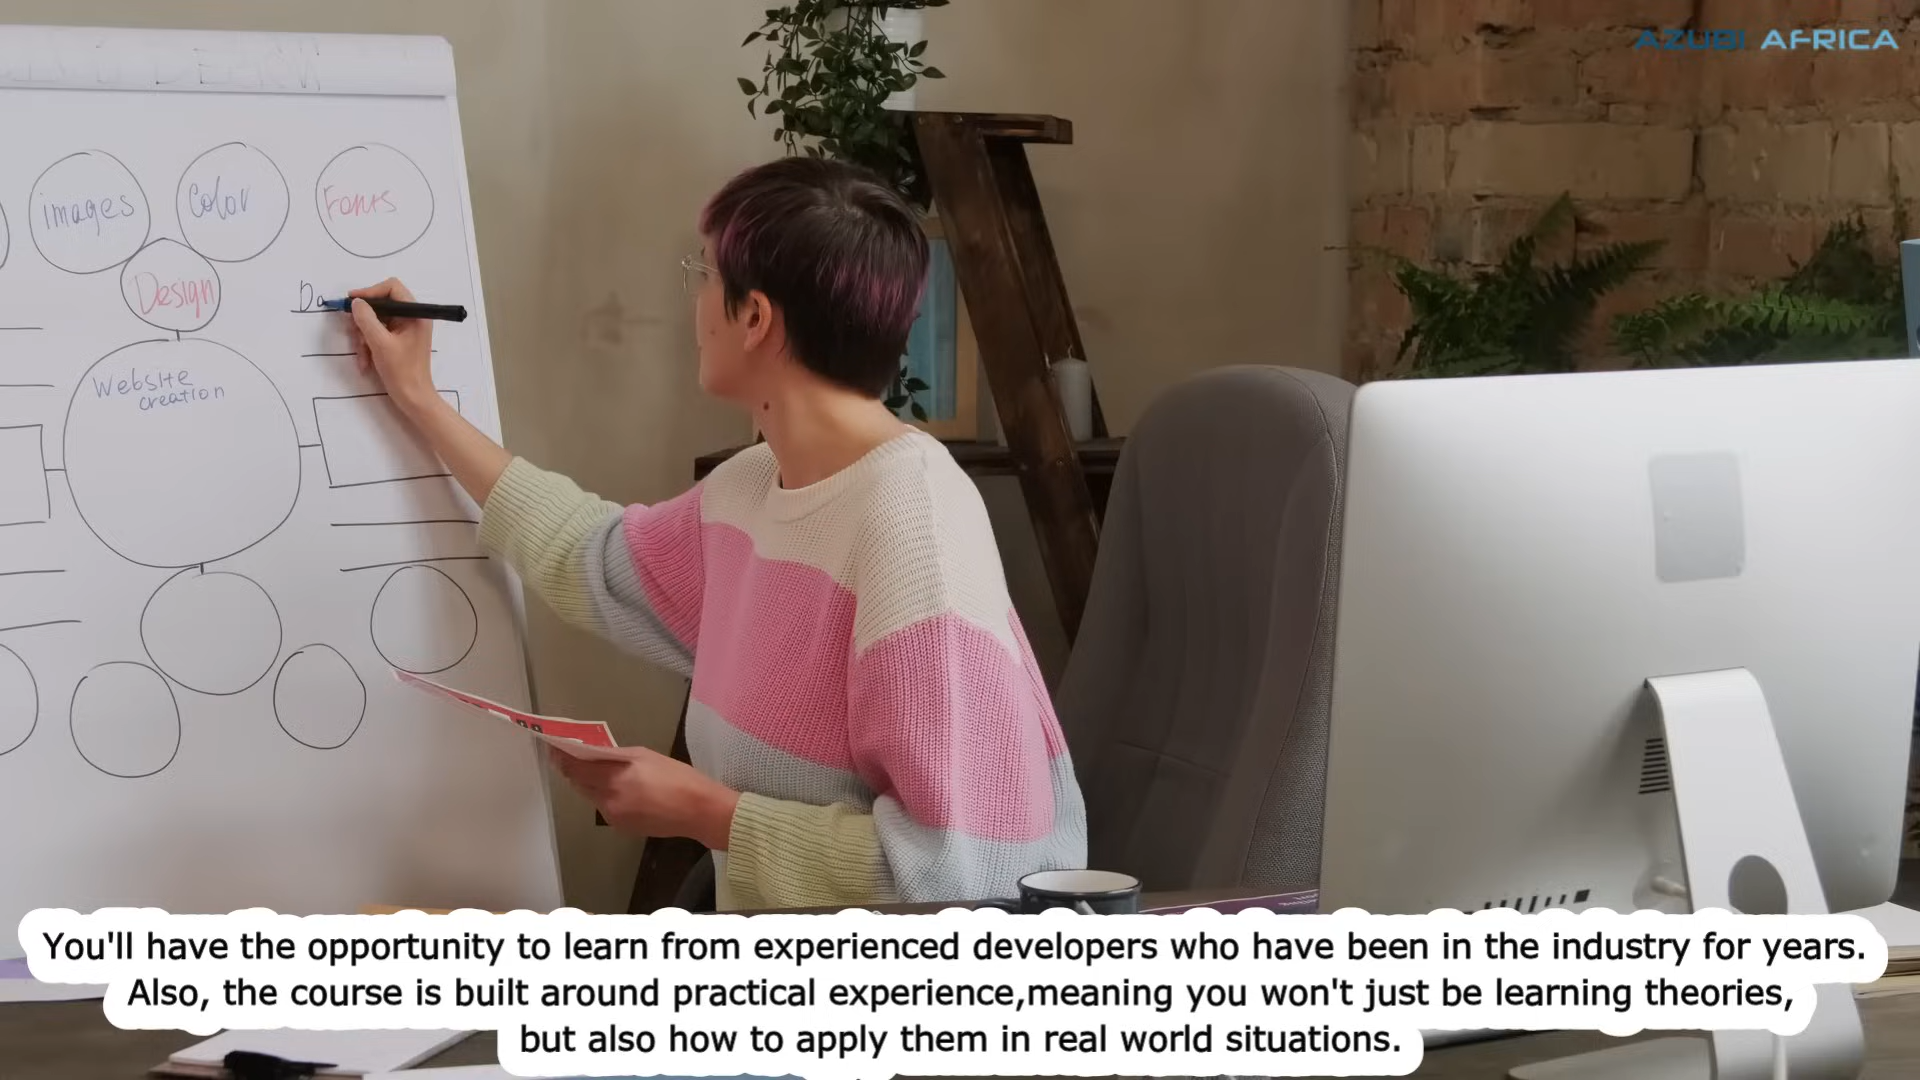 AZUBI AFRICA
images
Color
Fonts
Design
Da
Website
creation
You'll have the opportunity to learn from experienced developers who have been in the industry for years.
Also, the course is built around practical experience,meaning you won't just be learning theories,
but also how to apply them in real world situations.